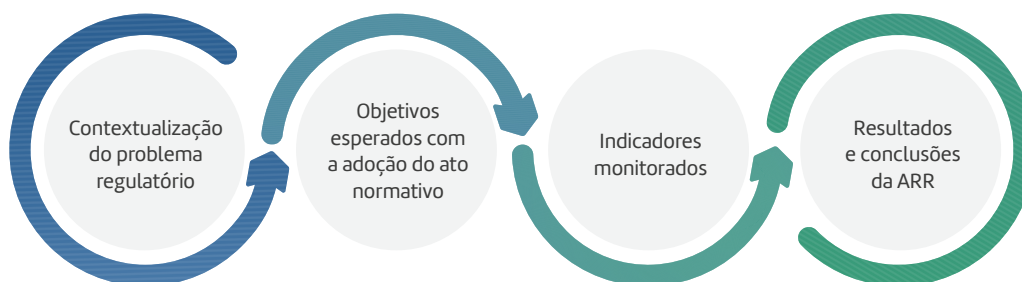 Contextualização
do problema
regulatório
Objetivos
esperados com
a adoção do ato
normativo
Indicadores
monitorados
Resultados
e conclusões
da ARR